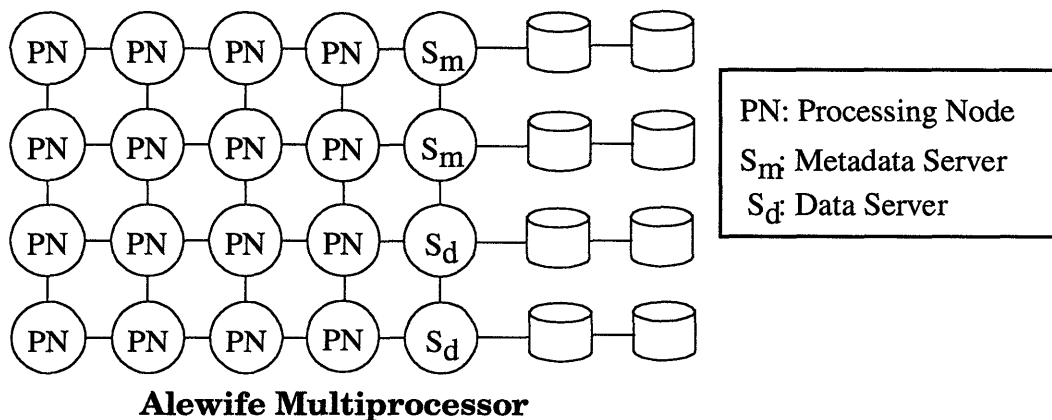 PN PN PN PN Sm
PN PN PN PN Sm
PN PN PN PN Sd
PN PN PN PN Sd
PN: Processing Node
Sm: Metadata Server
Sd: Data Server
Alewife Multiprocessor